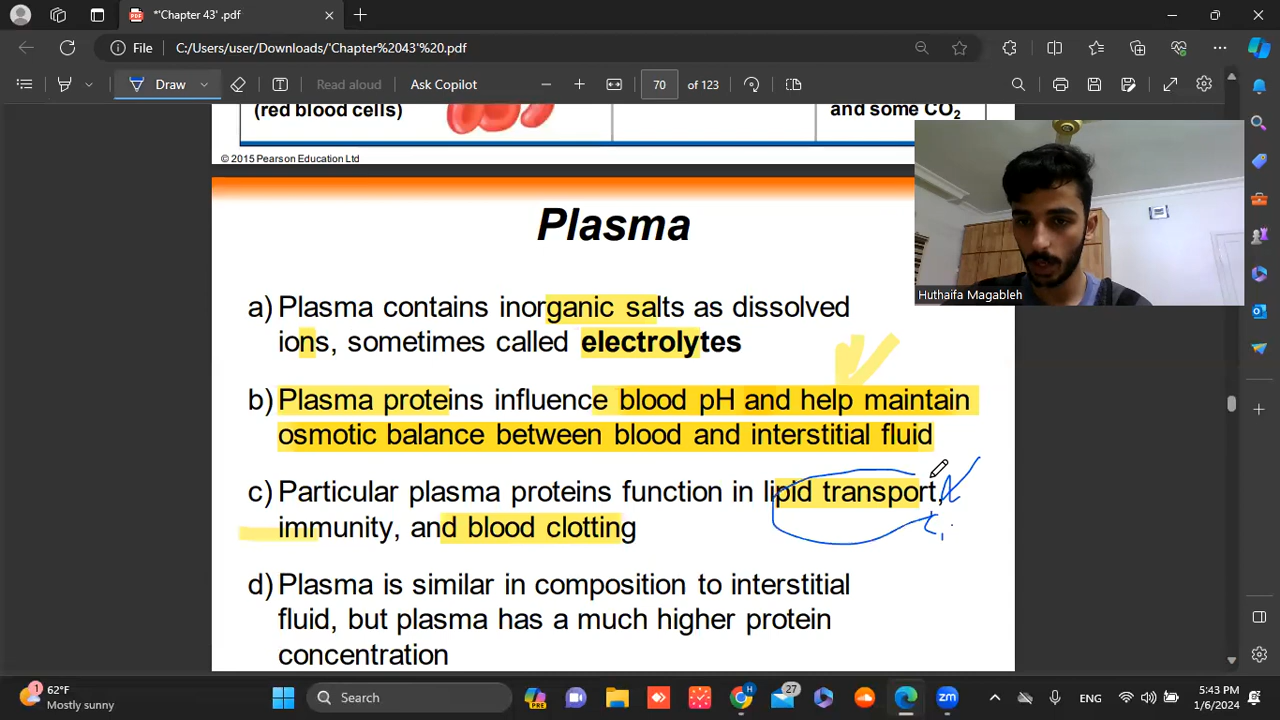 *'Chapter 43' .pdf
File
C:/Users/user/Downloads/'Chapter%2043'%20.pdf
Draw
Read aloud
Ask Copilot
70
of 123
(red blood cells)
and some CO₂
© 2015 Pearson Education Ltd
Huthaifa Magableh
Plasma
a) Plasma contains inorganic salts as dissolved
ions, sometimes called electrolytes
b) Plasma proteins influence blood pH and help maintain
osmotic balance between blood and interstitial fluid
c) Particular plasma proteins function in lipid transport,
immunity, and blood clotting
d) Plasma is similar in composition to interstitial
fluid, but plasma has a much higher protein
concentration
1
62°F
Mostly sunny
Search
PRE
27
H
zm
ENG
5:43 PM
1/6/2024